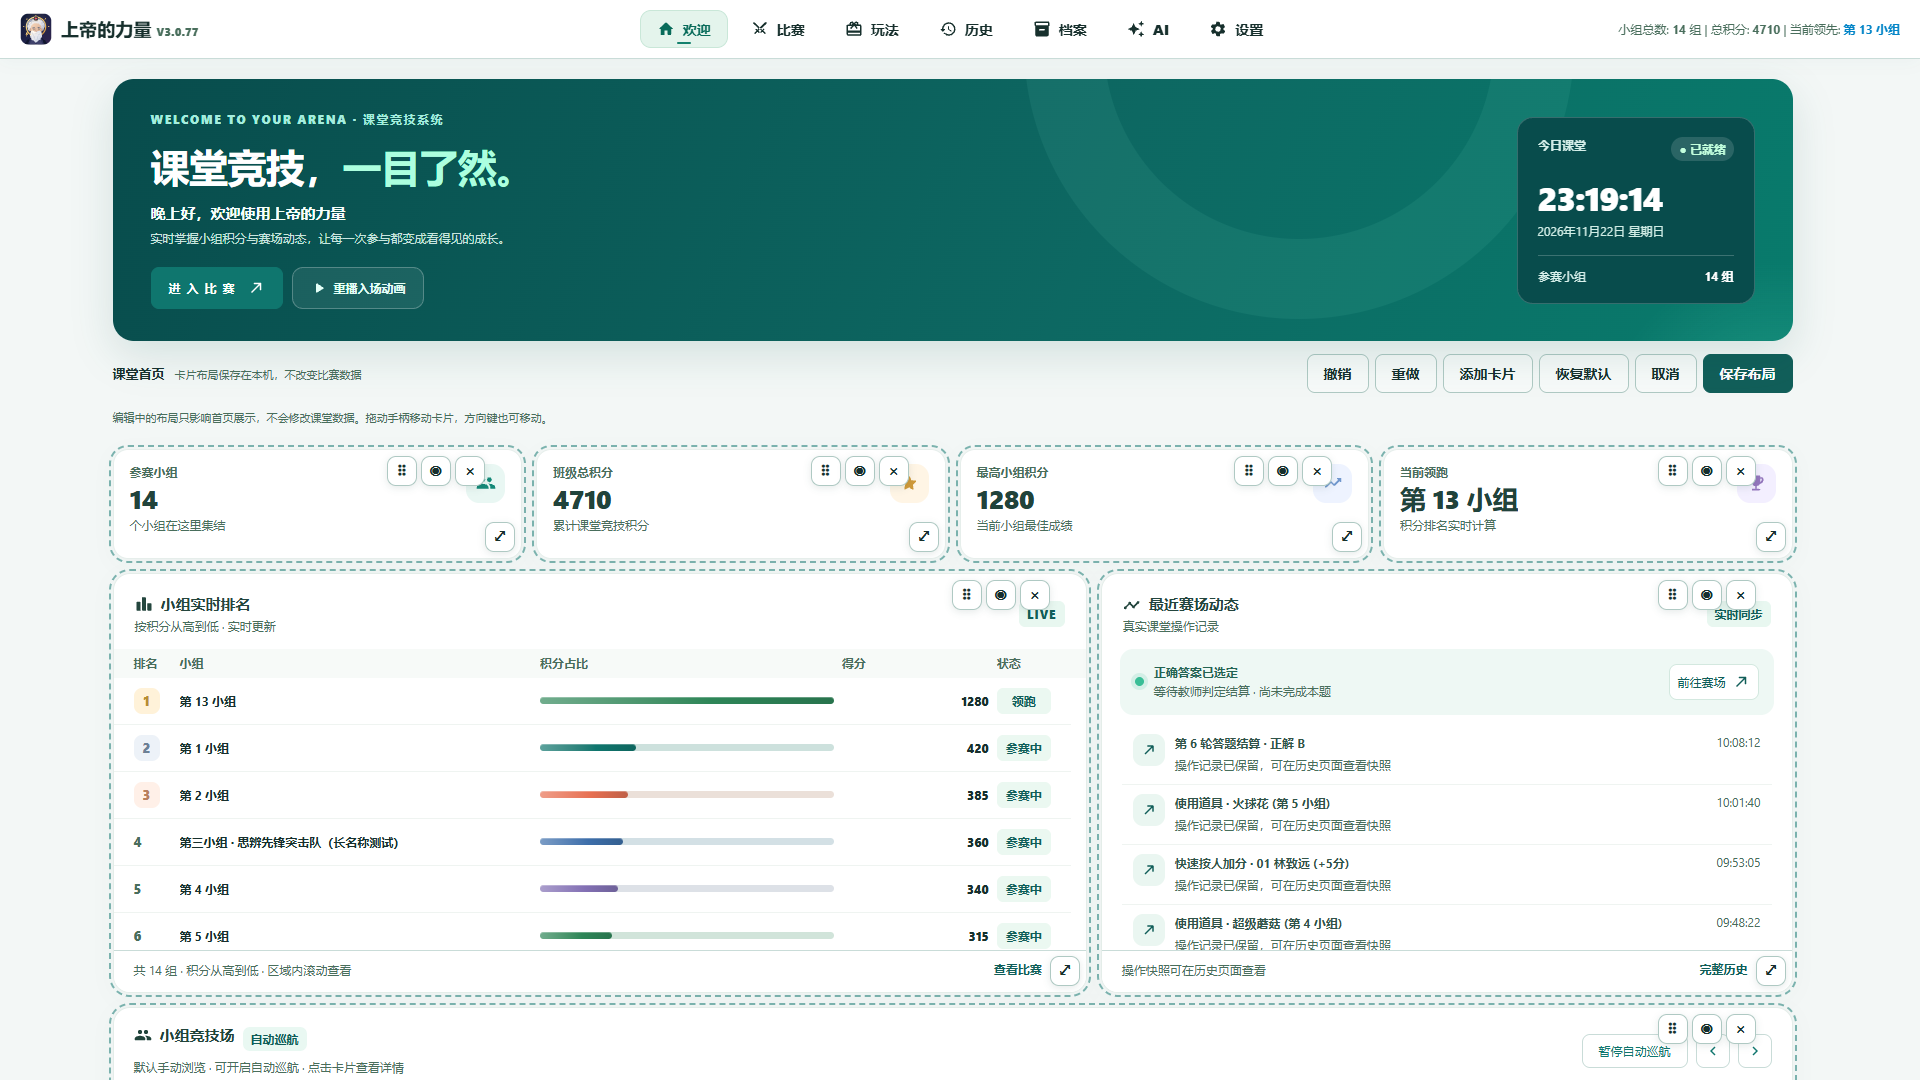 上帝的力量 V3.0.77
欢迎
比赛
玩法
历史
档案
AI
设置
小组总数: 14 组 | 总积分: 4710 | 当前领先: 第 13 小组
WELCOME TO YOUR ARENA · 课堂竞技系统
课堂竞技，一目了然。
晚上好，欢迎使用上帝的力量
实时掌握小组积分与赛场动态，让每一次参与都变成看得见的成长。
进入比赛
重播入场动画
今日课堂
已就绪
23:19:14
2026年11月22日 星期日
参赛小组
14 组
课堂首页 卡片布局保存在本机，不改变比赛数据
撤销
重做
添加卡片
恢复默认
取消
保存布局
编辑中的布局只影响首页展示，不会修改课堂数据。拖动手柄移动卡片，方向键也可移动。
参赛小组
14
个小组在这里集结
班级总积分
4710
累计课堂竞技积分
最高小组积分
1280
当前小组最佳成绩
当前领跑
第 13 小组
积分排名实时计算
小组实时排名
按积分从高到低 · 实时更新
LIVE
排名 小组 积分占比 得分 状态
1 第 13 小组 1280 领跑
2 第 1 小组 420 参赛中
3 第 2 小组 385 参赛中
4 第三小组 · 思辨先锋突击队（长名称测试） 360 参赛中
5 第 4 小组 340 参赛中
6 第 5 小组 315 参赛中
共 14 组 · 积分从高到低 · 区域内滚动查看
查看比赛
最近赛场动态
真实课堂操作记录
实时同步
正确答案已选定
等待教师判定结算 · 尚未完成本题
前往赛场
第 6 轮答题结算 · 正解 B 10:08:12
操作记录已保留，可在历史页面查看快照
使用道具 · 火球花 (第 5 小组) 10:01:40
操作记录已保留，可在历史页面查看快照
快速按人加分 · 01 林致远 (+5分) 09:53:05
操作记录已保留，可在历史页面查看快照
使用道具 · 超级蘑菇 (第 4 小组) 09:48:22
操作记录已保留，可在历史页面查看快照
操作快照可在历史页面查看
完整历史
小组竞技场 自动巡航
默认手动浏览 · 可开启自动巡航 · 点击卡片查看详情
暂停自动巡航